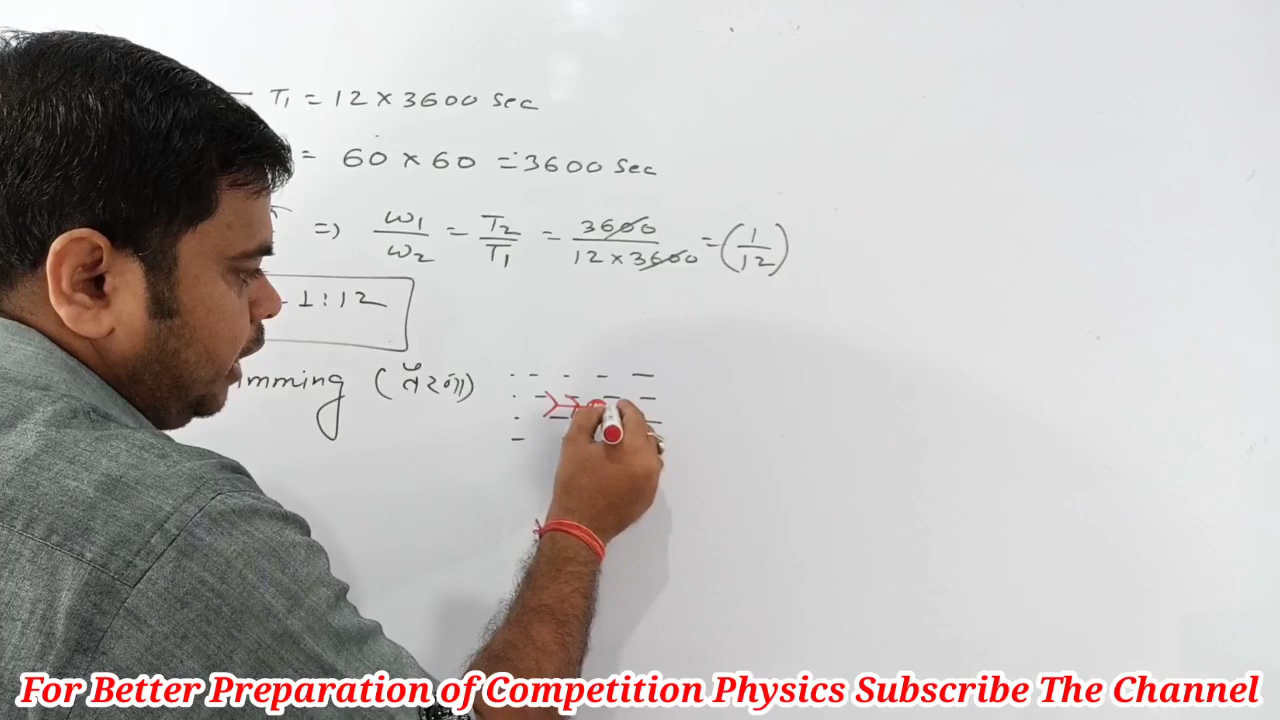 T₁ = 12 × 3600 Sec
= 60 × 60 = 3600 Sec
⇒ ω₁/ω₂ = T₂/T₁ = 3600/12 × 3600 = (1/12)
1:12
mming (तैरना)
For Better Preparation of Competition Physics Subscribe The Channel